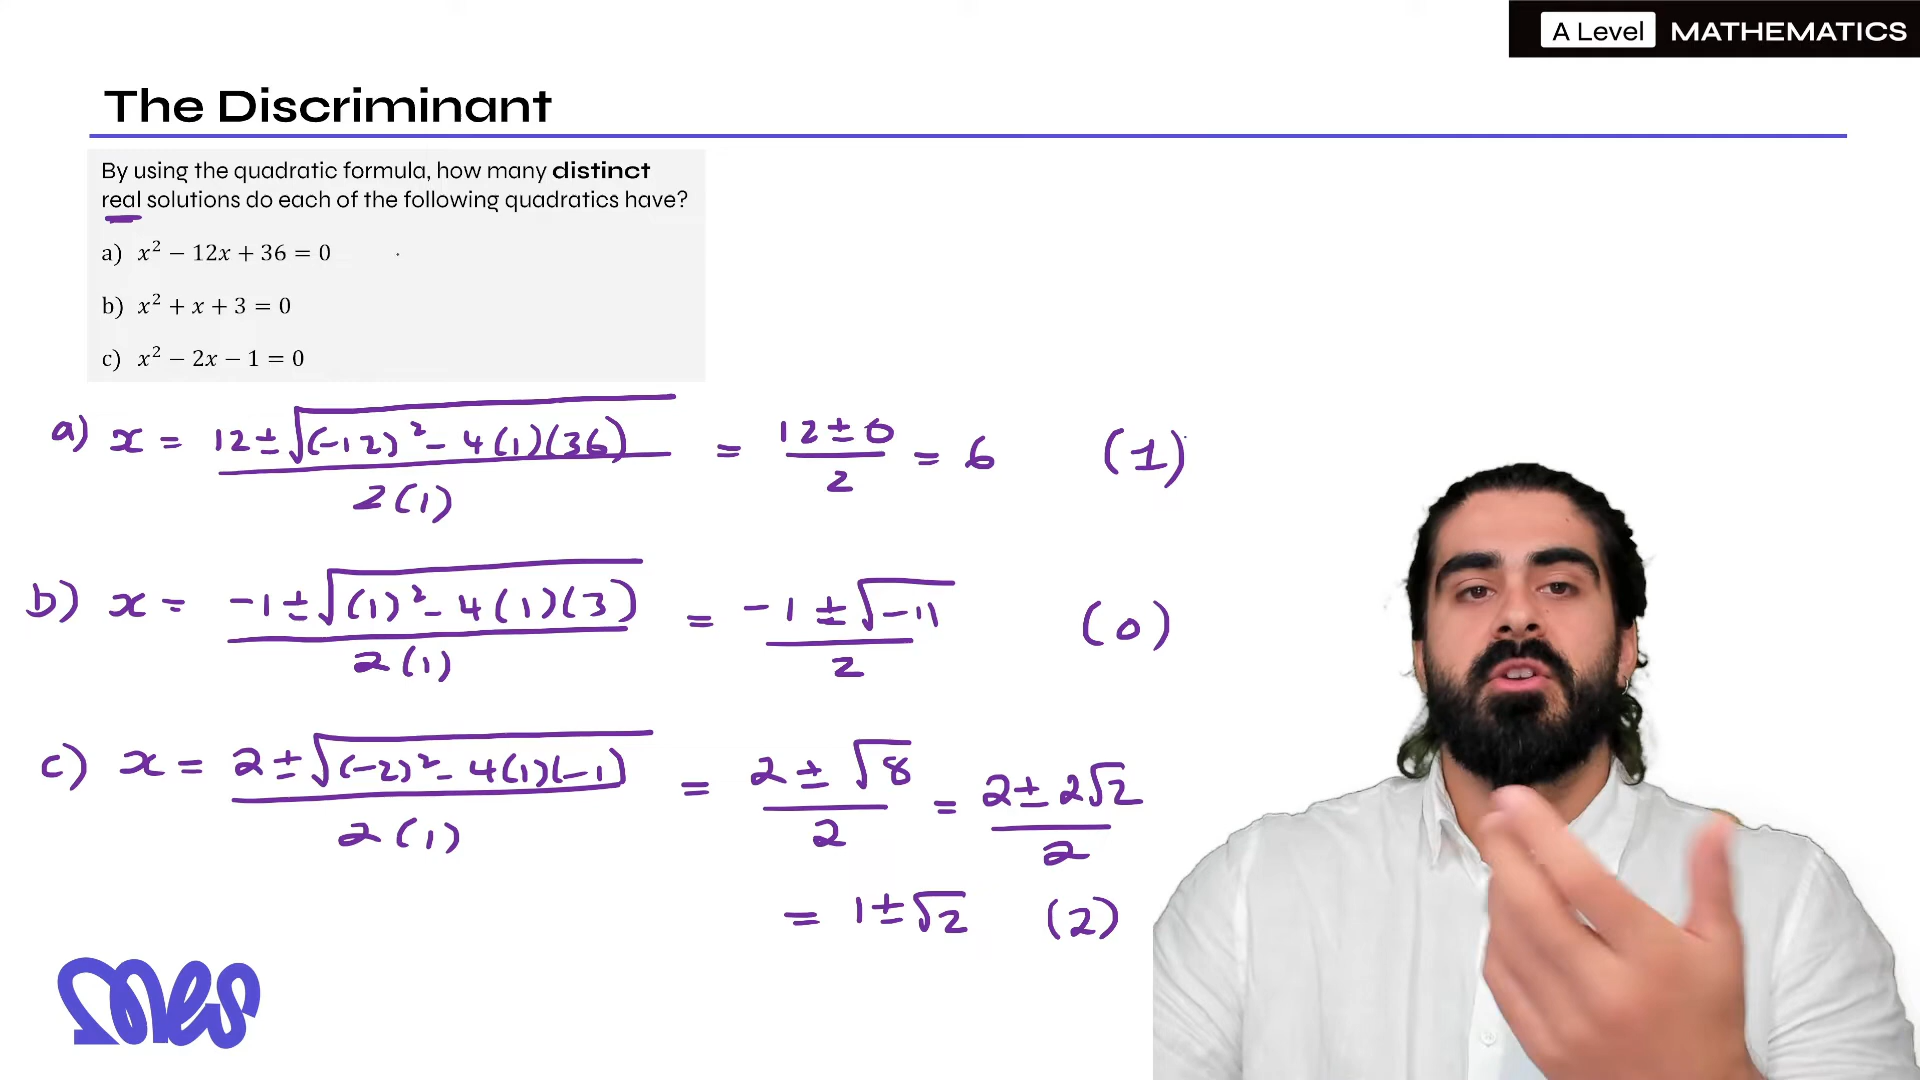 A Level MATHEMATICS
The Discriminant
By using the quadratic formula, how many distinct
real solutions do each of the following quadratics have?
a) x² − 12x + 36 = 0
b) x² + x + 3 = 0
c) x² − 2x − 1 = 0
a) x = (12 ± √((-12)² - 4(1)(36))) / 2(1) = (12 ± 0) / 2 = 6 (1)
b) x = (-1 ± √((1)² - 4(1)(3))) / 2(1) = (-1 ± √-11) / 2 (0)
c) x = (2 ± √((-2)² - 4(1)(-1))) / 2(1) = (2 ± √8) / 2 = (2 ± 2√2) / 2
= 1 ± √2 (2)
mes